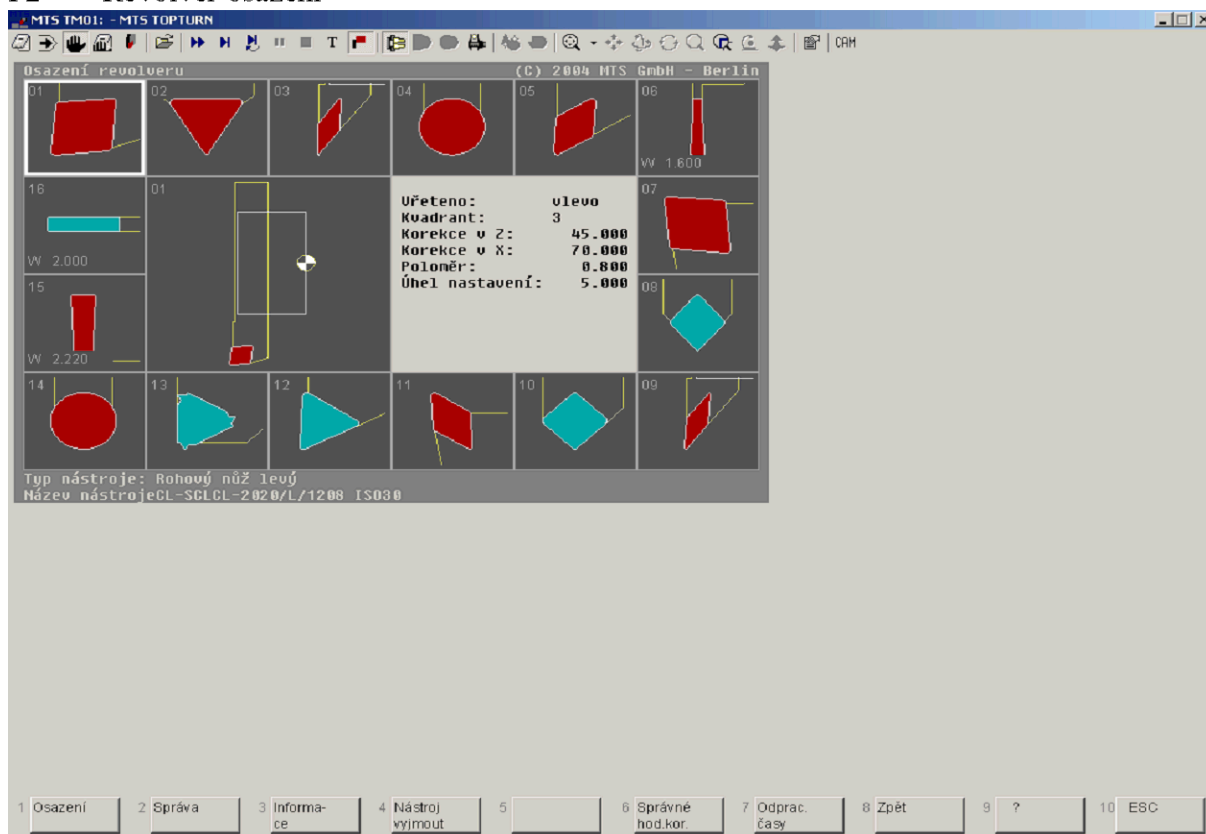 MTS TM01: - MTS TOPTURN
T CAM
Osazení revolveru (C) 2004 MTS GmbH - Berlin
01 02 03 04 05 06
W 1.600
16 01 07
Vřeteno: vlevo
Kvadrant: 3
Korekce v Z: 45.000
Korekce v X: 70.000
W 2.000
Poloměr: 0.800
Úhel nastavení: 5.000
15 08
W 2.220
14 13 12 11 10 09
Typ nástroje: Rohový nůž levý
Název nástrojeCL-SCLCL-2020/L/1208 ISO30
1 Osazení 2 Správa 3 Informa- 4 Nástroj 5 6 Správné 7 Odprac. 8 Zpět 9 ? 10 ESC
ce vyjmout hod.kor. časy